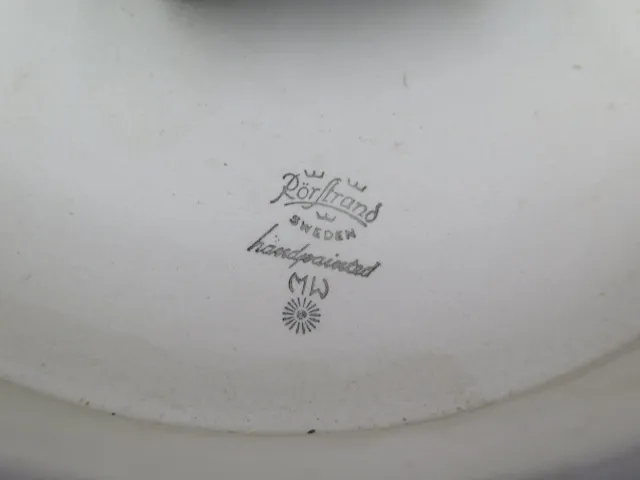 Rörstrand
SWEDEN
handpainted
MW